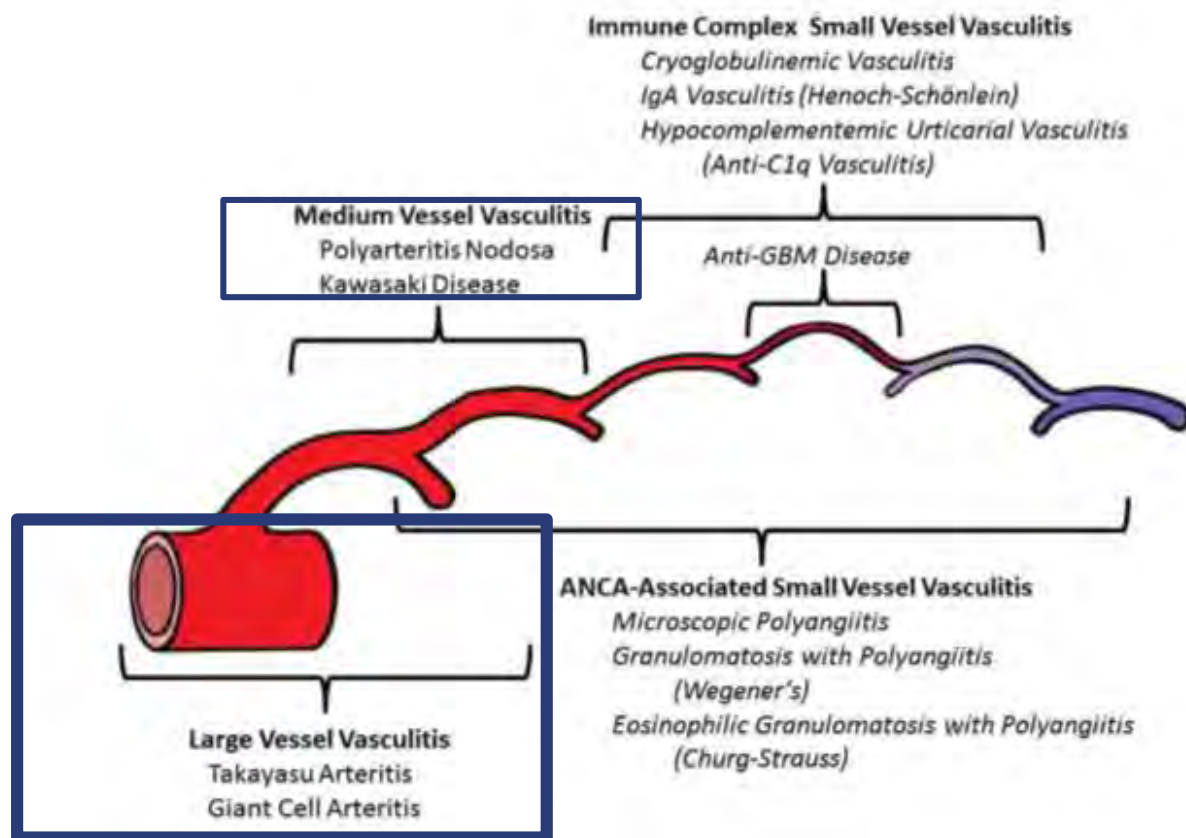 Immune Complex Small Vessel Vasculitis
Cryoglobulinemic Vasculitis
IgA Vasculitis (Henoch-Schönlein)
Hypocomplementemic Urticarial Vasculitis
(Anti-C1q Vasculitis)
Medium Vessel Vasculitis
Polyarteritis Nodosa
Kawasaki Disease
Anti-GBM Disease
ANCA-Associated Small Vessel Vasculitis
Microscopic Polyangiitis
Granulomatosis with Polyangiitis
(Wegener's)
Eosinophilic Granulomatosis with Polyangiitis
(Churg-Strauss)
Large Vessel Vasculitis
Takayasu Arteritis
Giant Cell Arteritis